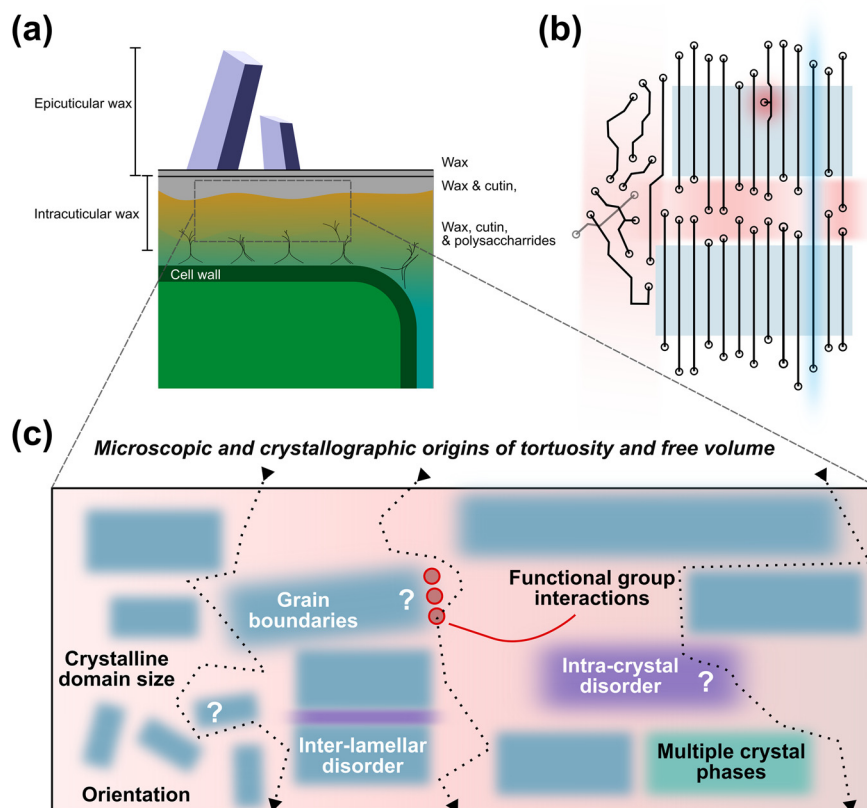 (a)
Epicuticular wax
Intracuticular wax
Wax
Wax & cutin,
Wax, cutin,
& polysaccharrides
Cell wall
(b)
(c)
Microscopic and crystallographic origins of tortuosity and free volume
Grain
boundaries
?
Functional group
interactions
Crystalline
domain size
?
Intra-crystal
disorder
?
Inter-lamellar
disorder
Multiple crystal
phases
Orientation